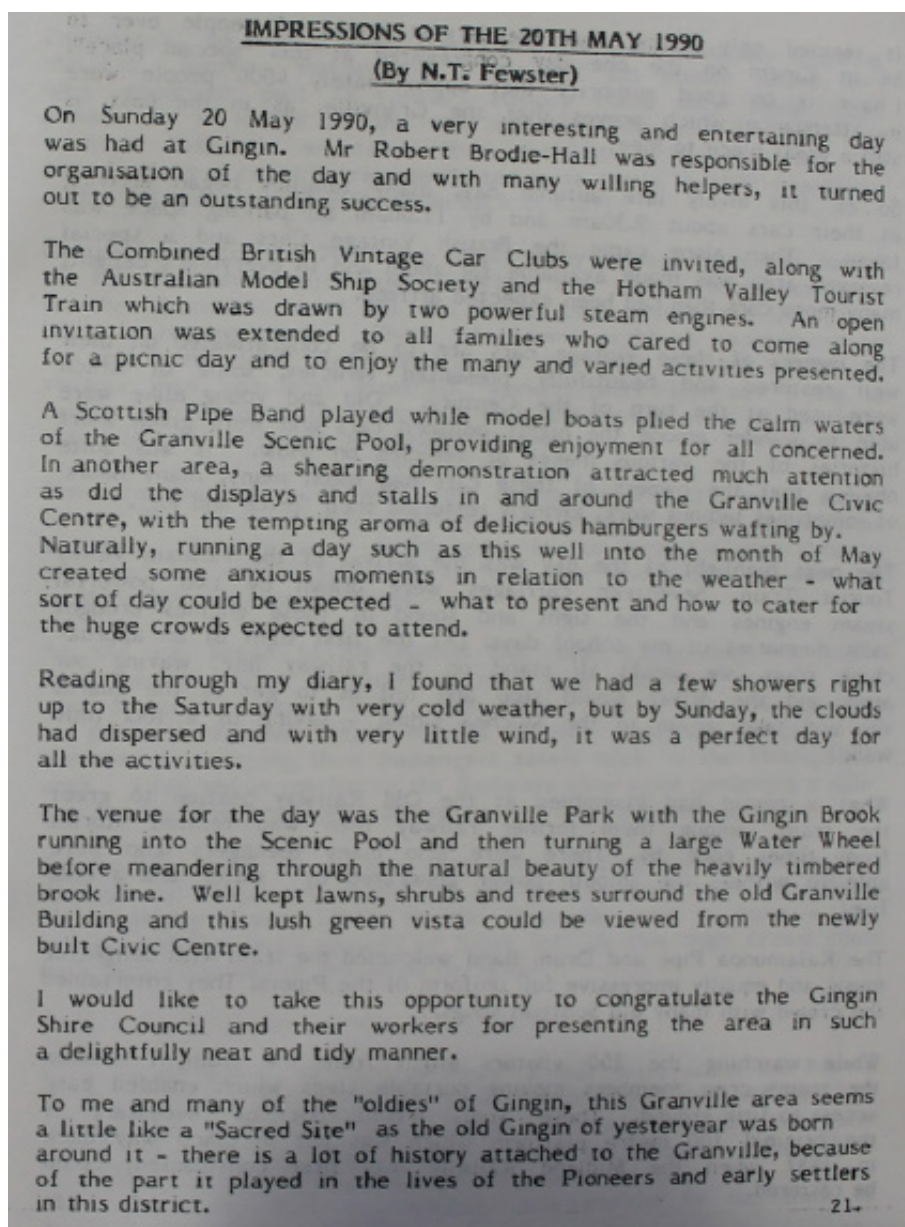 IMPRESSIONS OF THE 20TH MAY 1990
(By N.T. Fewster)
On Sunday 20 May 1990, a very interesting and entertaining day
was had at Gingin. Mr Robert Brodie-Hall was responsible for the
organisation of the day and with many willing helpers, it turned
out to be an outstanding success.
The Combined British Vintage Car Clubs were invited, along with
the Australian Model Ship Society and the Hotham Valley Tourist
Train which was drawn by two powerful steam engines. An open
invitation was extended to all families who cared to come along
for a picnic day and to enjoy the many and varied activities presented.
A Scottish Pipe Band played while model boats plied the calm waters
of the Granville Scenic Pool, providing enjoyment for all concerned.
In another area, a shearing demonstration attracted much attention
as did the displays and stalls in and around the Granville Civic
Centre, with the tempting aroma of delicious hamburgers wafting by.
Naturally, running a day such as this well into the month of May
created some anxious moments in relation to the weather - what
sort of day could be expected - what to present and how to cater for
the huge crowds expected to attend.
Reading through my diary, I found that we had a few showers right
up to the Saturday with very cold weather, but by Sunday, the clouds
had dispersed and with very little wind, it was a perfect day for
all the activities.
The venue for the day was the Granville Park with the Gingin Brook
running into the Scenic Pool and then turning a large Water Wheel
before meandering through the natural beauty of the heavily timbered
brook line. Well kept lawns, shrubs and trees surround the old Granville
Building and this lush green vista could be viewed from the newly
built Civic Centre.
I would like to take this opportunity to congratulate the Gingin
Shire Council and their workers for presenting the area in such
a delightfully neat and tidy manner.
To me and many of the "oldies" of Gingin, this Granville area seems
a little like a "Sacred Site" as the old Gingin of yesteryear was born
around it - there is a lot of history attached to the Granville, because
of the part it played in the lives of the Pioneers and early settlers
in this district.
21.